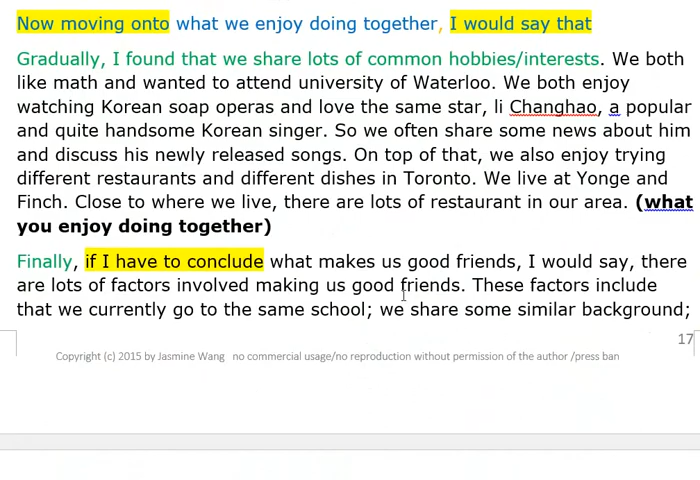 Now moving onto what we enjoy doing together, I would say that
Gradually, I found that we share lots of common hobbies/interests. We both
like math and wanted to attend university of Waterloo. We both enjoy
watching Korean soap operas and love the same star, li Changhao, a popular
and quite handsome Korean singer. So we often share some news about him
and discuss his newly released songs. On top of that, we also enjoy trying
different restaurants and different dishes in Toronto. We live at Yonge and
Finch. Close to where we live, there are lots of restaurant in our area. (what
you enjoy doing together)
Finally, if I have to conclude what makes us good friends, I would say, there
are lots of factors involved making us good friends. These factors include
that we currently go to the same school; we share some similar background;
17
Copyright (c) 2015 by Jasmine Wang no commercial usage/no reproduction without permission of the author /press ban